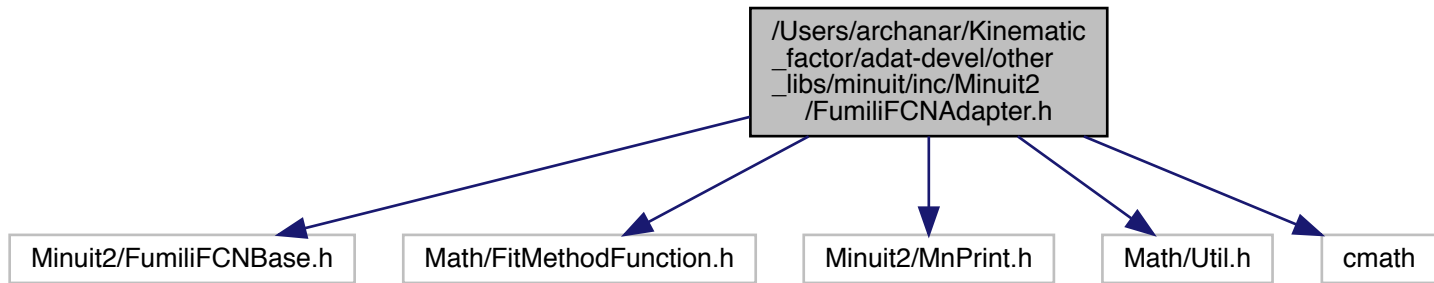 /Users/archanar/Kinematic
_factor/adat-devel/other
_libs/minuit/inc/Minuit2
/FumiliFCNAdapter.h
Minuit2/FumiliFCNBase.h
Math/FitMethodFunction.h
Minuit2/MnPrint.h
Math/Util.h
cmath